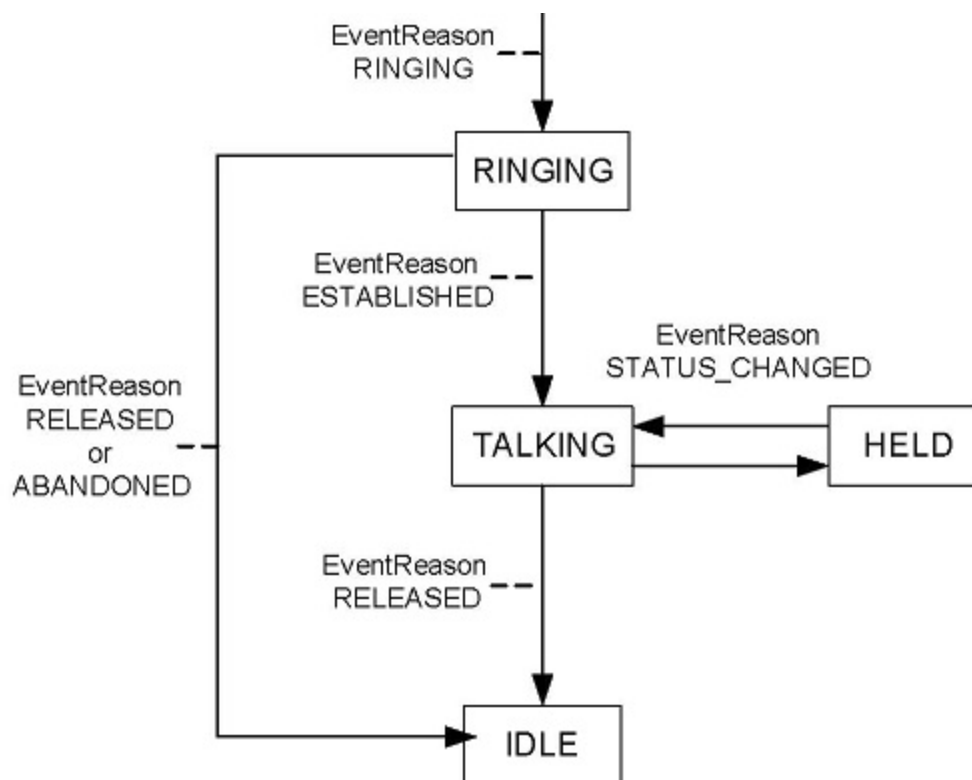 EventReason
RINGING
RINGING
EventReason
ESTABLISHED
EventReason
STATUS_CHANGED
EventReason
RELEASED
or
ABANDONED
TALKING
HELD
EventReason
RELEASED
IDLE